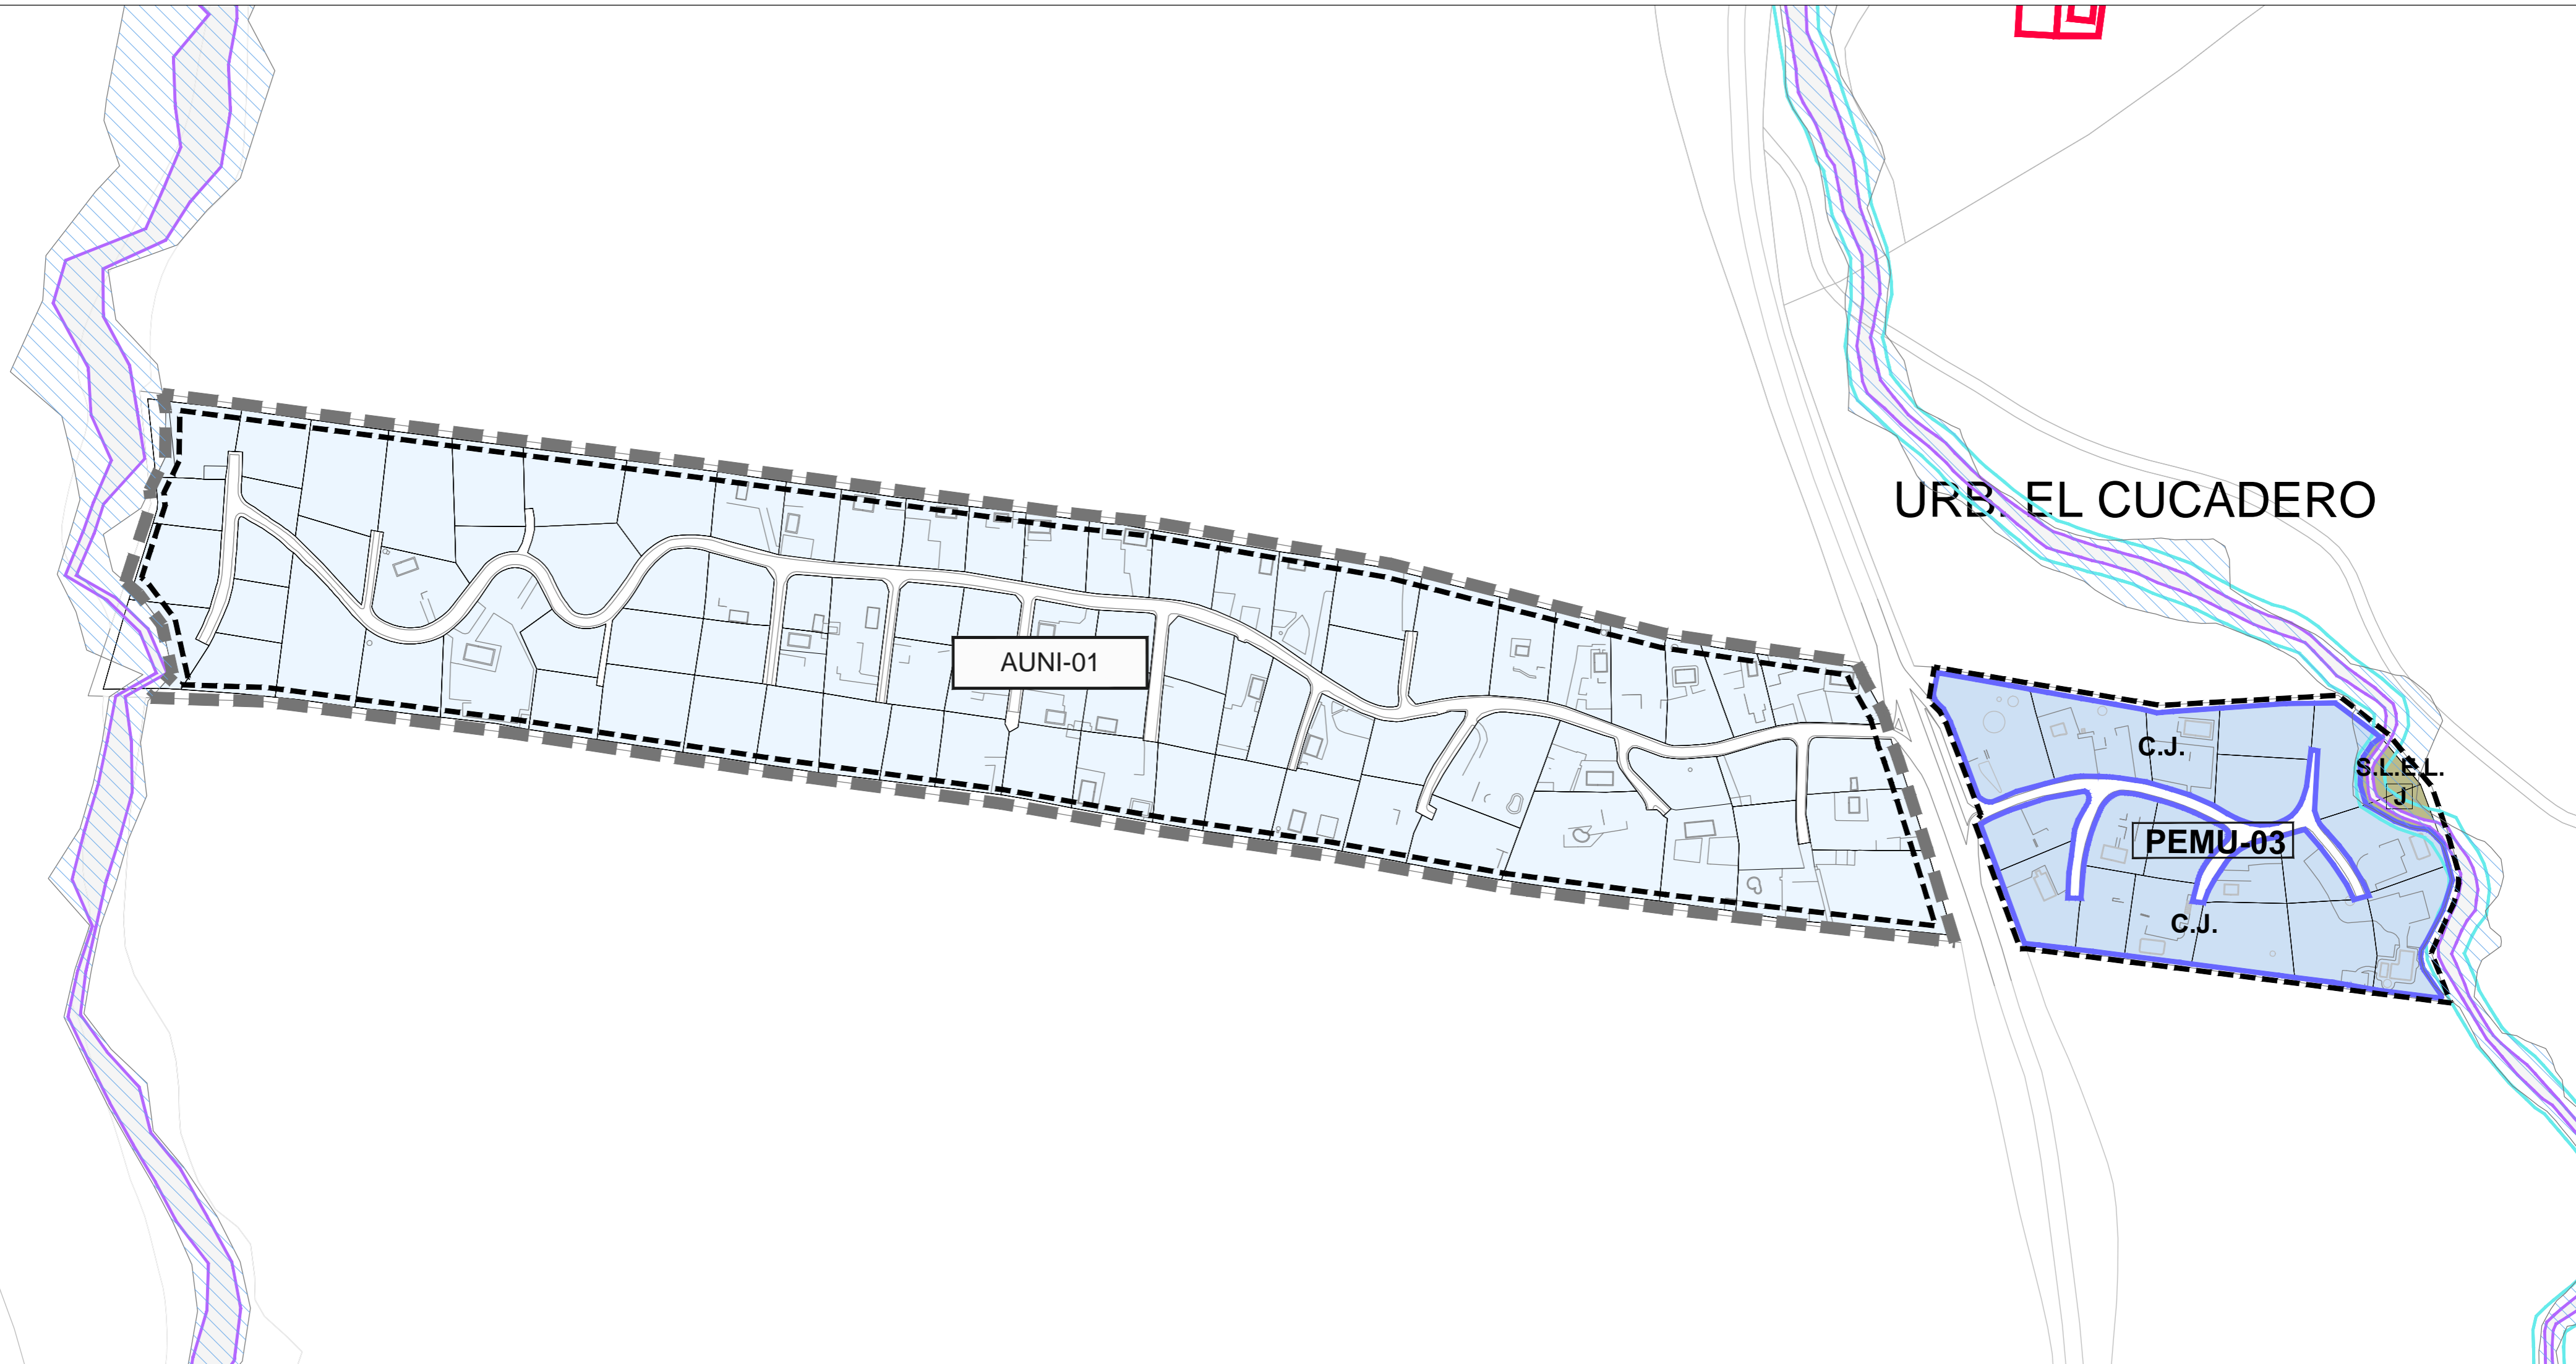 URB. EL CUCADERO
AUNI-01
C.J.
S.L.E.L.
J
PEMU-03
C.J.